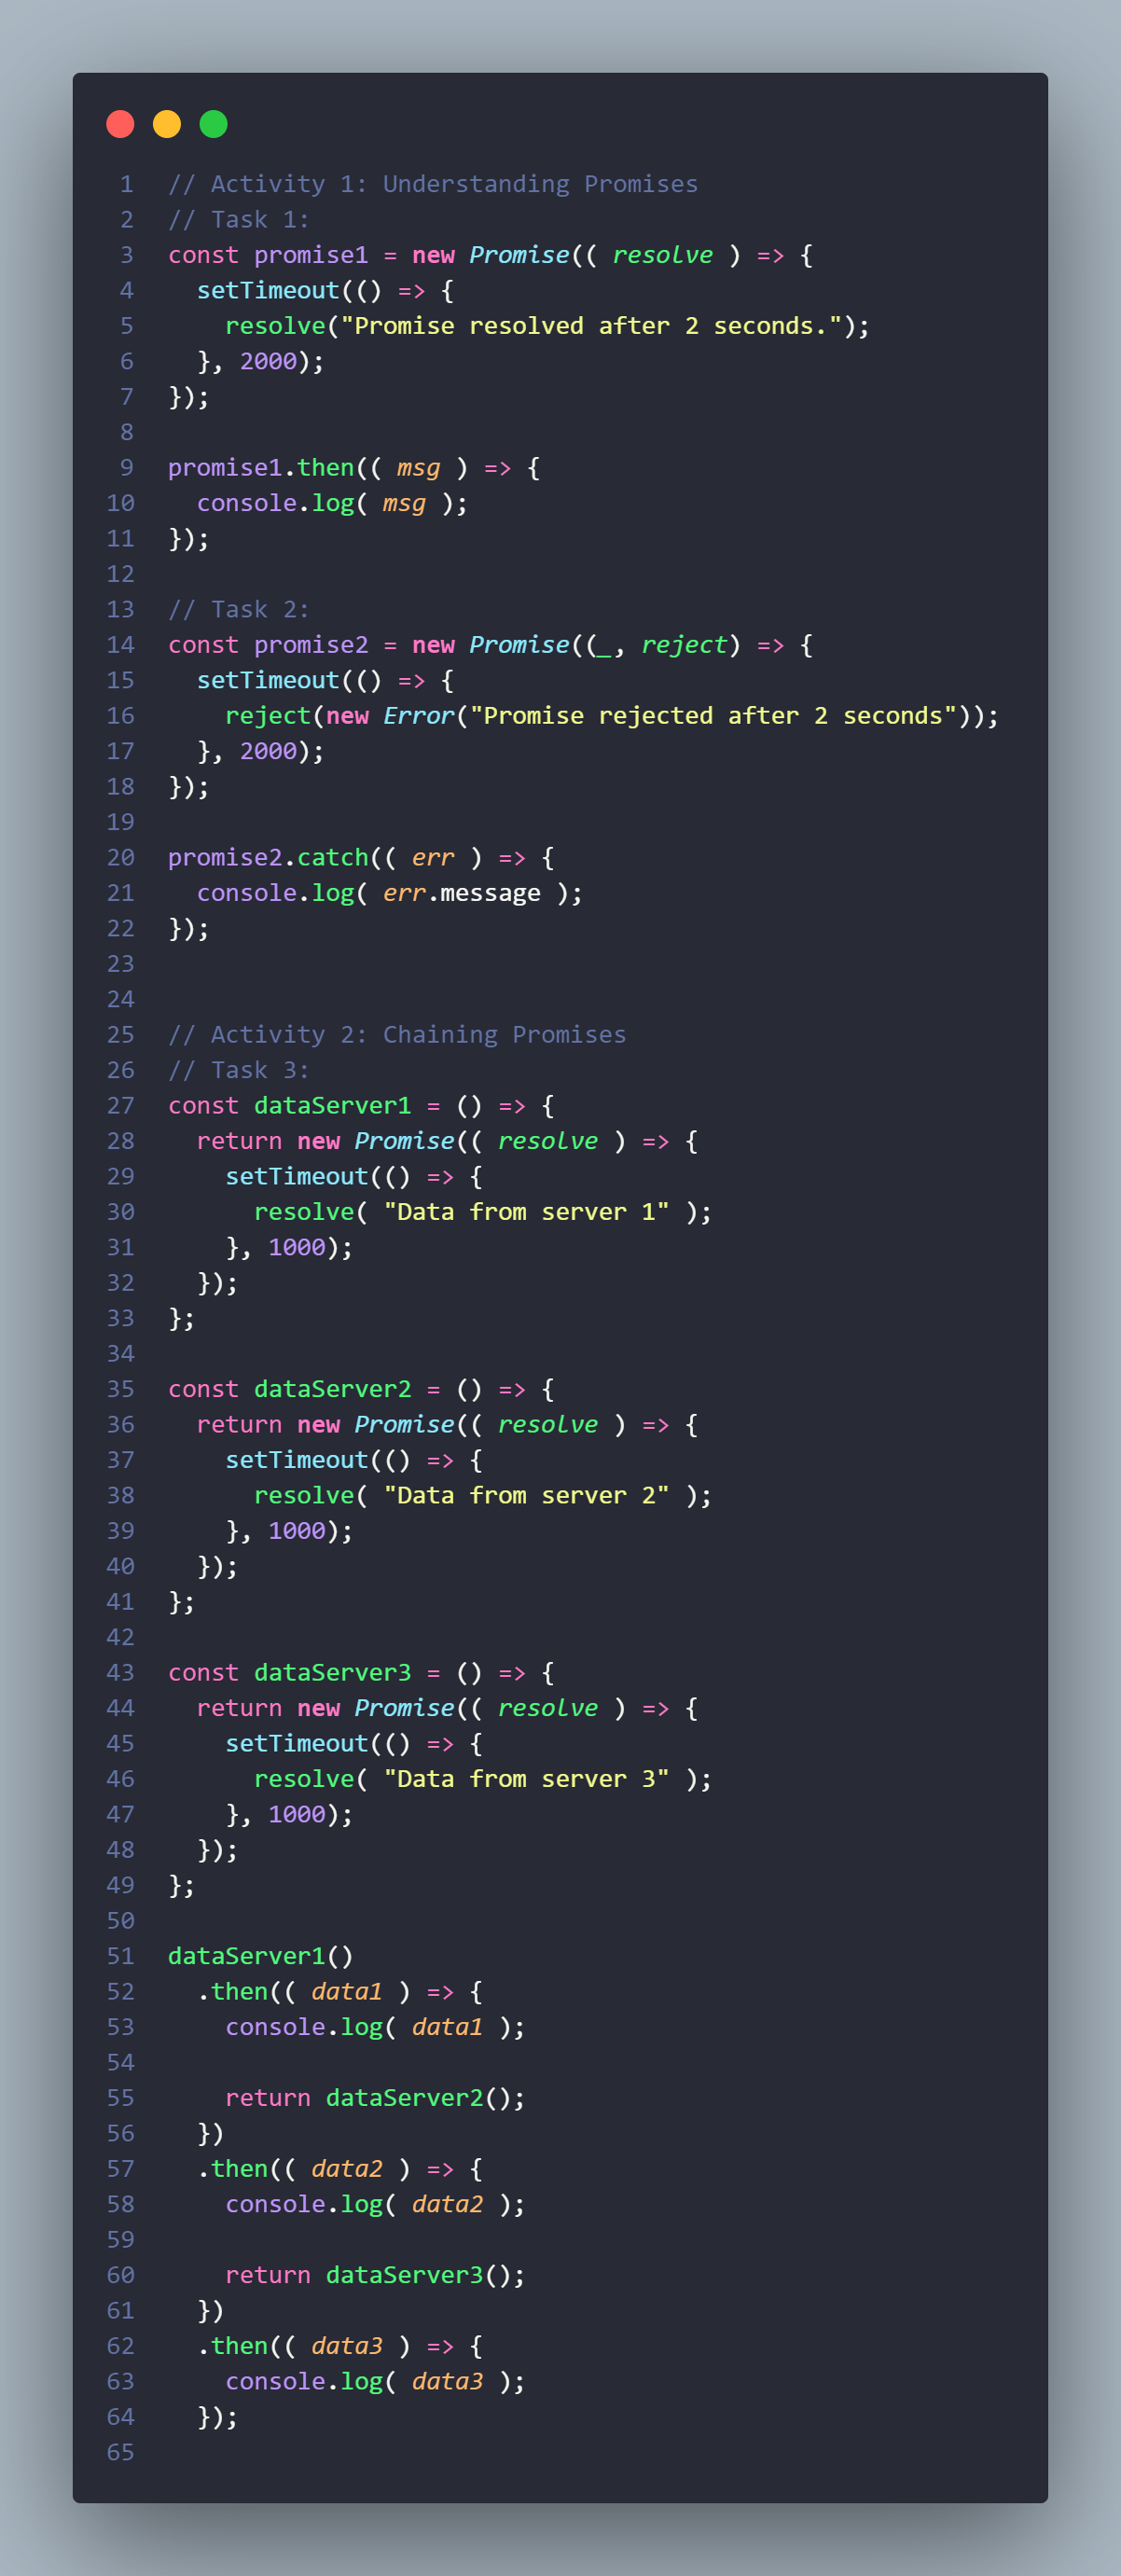 1 // Activity 1: Understanding Promises
2 // Task 1:
3 const promise1 = new Promise(( resolve ) => {
4   setTimeout(() => {
5     resolve("Promise resolved after 2 seconds.");
6   }, 2000);
7 });
8
9 promise1.then(( msg ) => {
10   console.log( msg );
11 });
12
13 // Task 2:
14 const promise2 = new Promise((_, reject) => {
15   setTimeout(() => {
16     reject(new Error("Promise rejected after 2 seconds"));
17   }, 2000);
18 });
19
20 promise2.catch(( err ) => {
21   console.log( err.message );
22 });
23
24
25 // Activity 2: Chaining Promises
26 // Task 3:
27 const dataServer1 = () => {
28   return new Promise(( resolve ) => {
29     setTimeout(() => {
30       resolve( "Data from server 1" );
31     }, 1000);
32   });
33 };
34
35 const dataServer2 = () => {
36   return new Promise(( resolve ) => {
37     setTimeout(() => {
38       resolve( "Data from server 2" );
39     }, 1000);
40   });
41 };
42
43 const dataServer3 = () => {
44   return new Promise(( resolve ) => {
45     setTimeout(() => {
46       resolve( "Data from server 3" );
47     }, 1000);
48   });
49 };
50
51 dataServer1()
52   .then(( data1 ) => {
53     console.log( data1 );
54
55     return dataServer2();
56   })
57   .then(( data2 ) => {
58     console.log( data2 );
59
60     return dataServer3();
61   })
62   .then(( data3 ) => {
63     console.log( data3 );
64   });
65